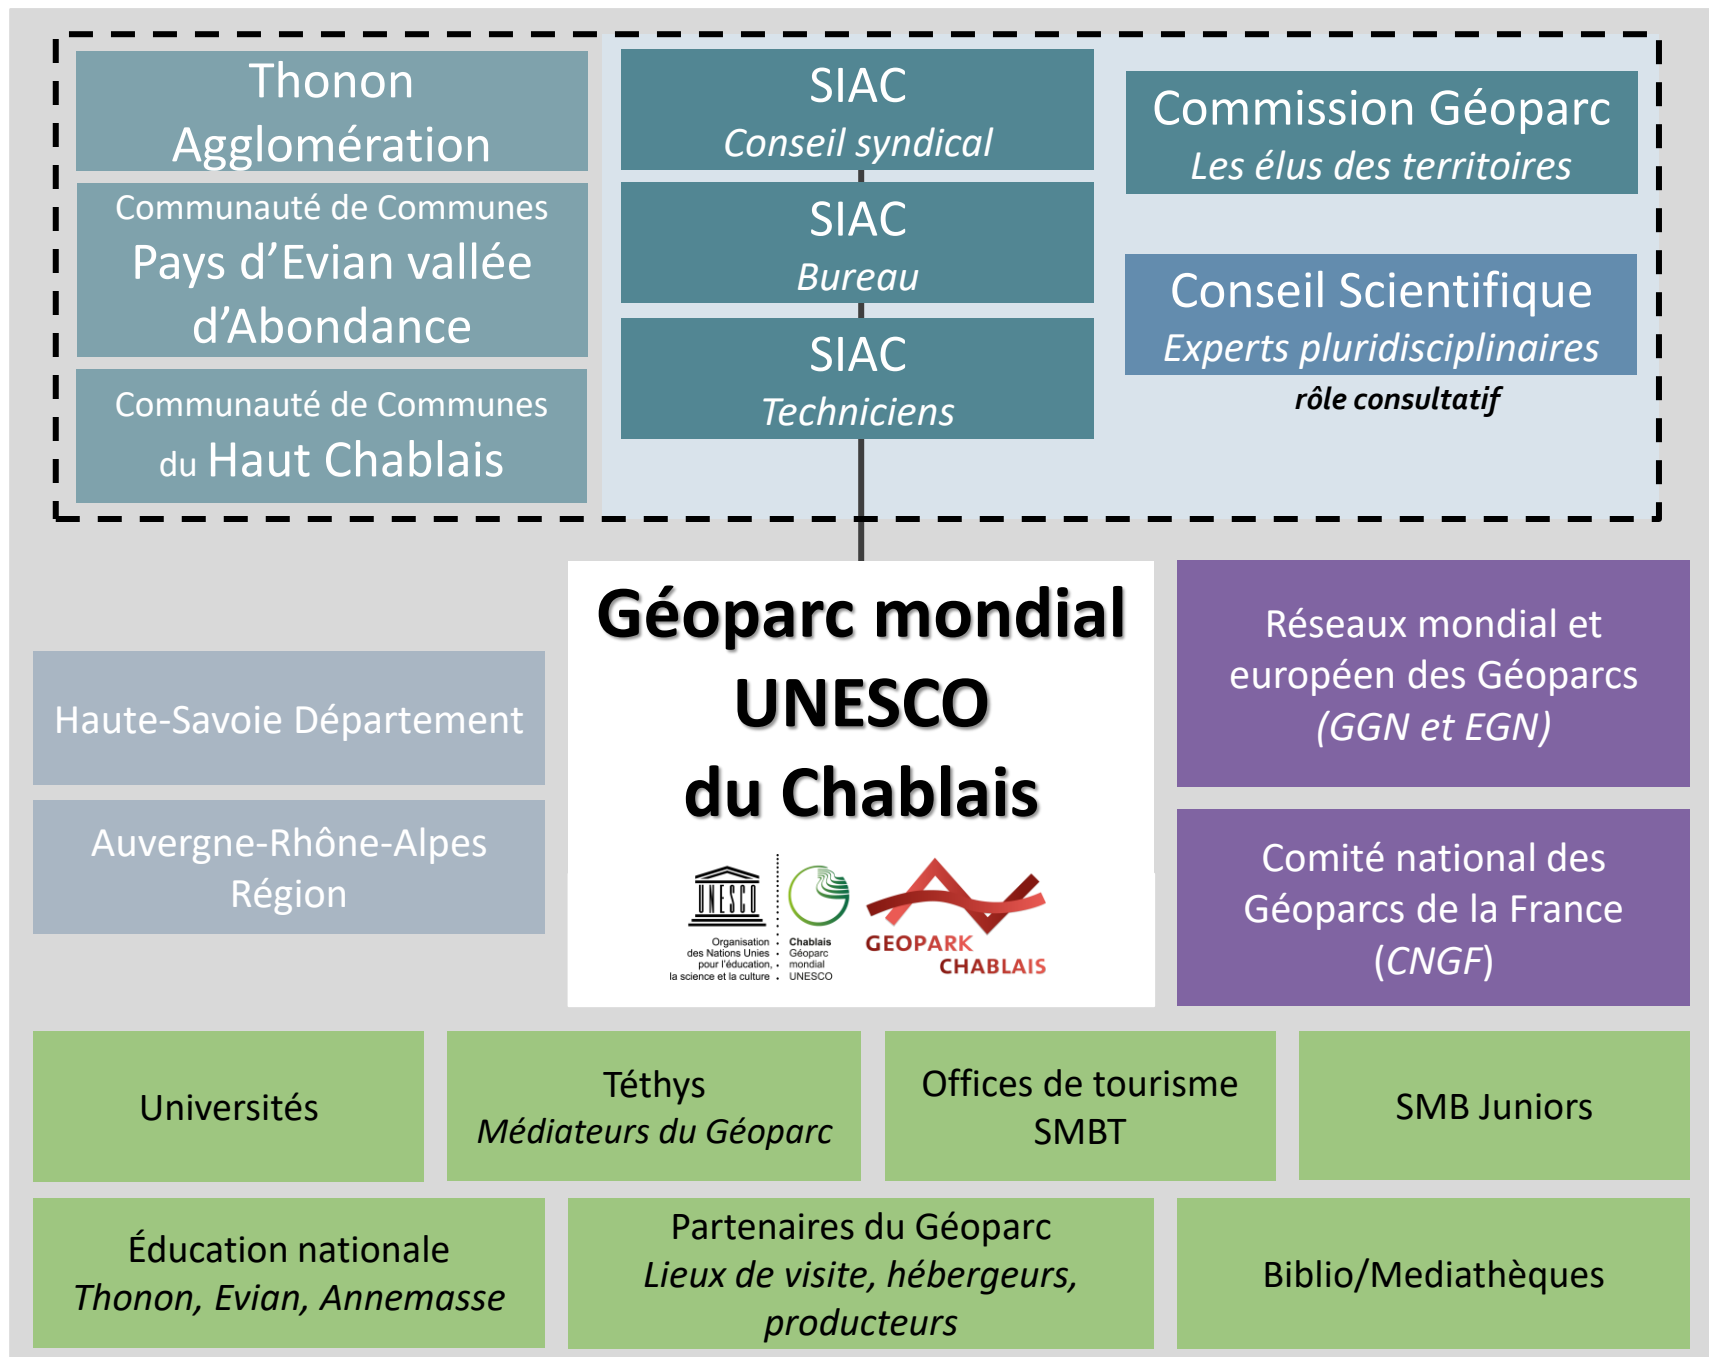 Thonon
Agglomération
Communauté de Communes
Pays d’Evian vallée
d’Abondance
Communauté de Communes
du Haut Chablais
SIAC
Conseil syndical
SIAC
Bureau
SIAC
Techniciens
Commission Géoparc
Les élus des territoires
Conseil Scientifique
Experts pluridisciplinaires
rôle consultatif
Haute-Savoie Département
Auvergne-Rhône-Alpes
Région
Géoparc mondial
UNESCO
du Chablais
UNESCO
Organisation
des Nations Unies
pour l’éducation,
la science et la culture
Chablais
Géoparc
mondial
UNESCO
GEOPARK
CHABLAIS
Réseaux mondial et
européen des Géoparcs
(GGN et EGN)
Comité national des
Géoparcs de la France
(CNGF)
Universités
Téthys
Médiateurs du Géoparc
Offices de tourisme
SMBT
SMB Juniors
Éducation nationale
Thonon, Evian, Annemasse
Partenaires du Géoparc
Lieux de visite, hébergeurs,
producteurs
Biblio/Mediathèques